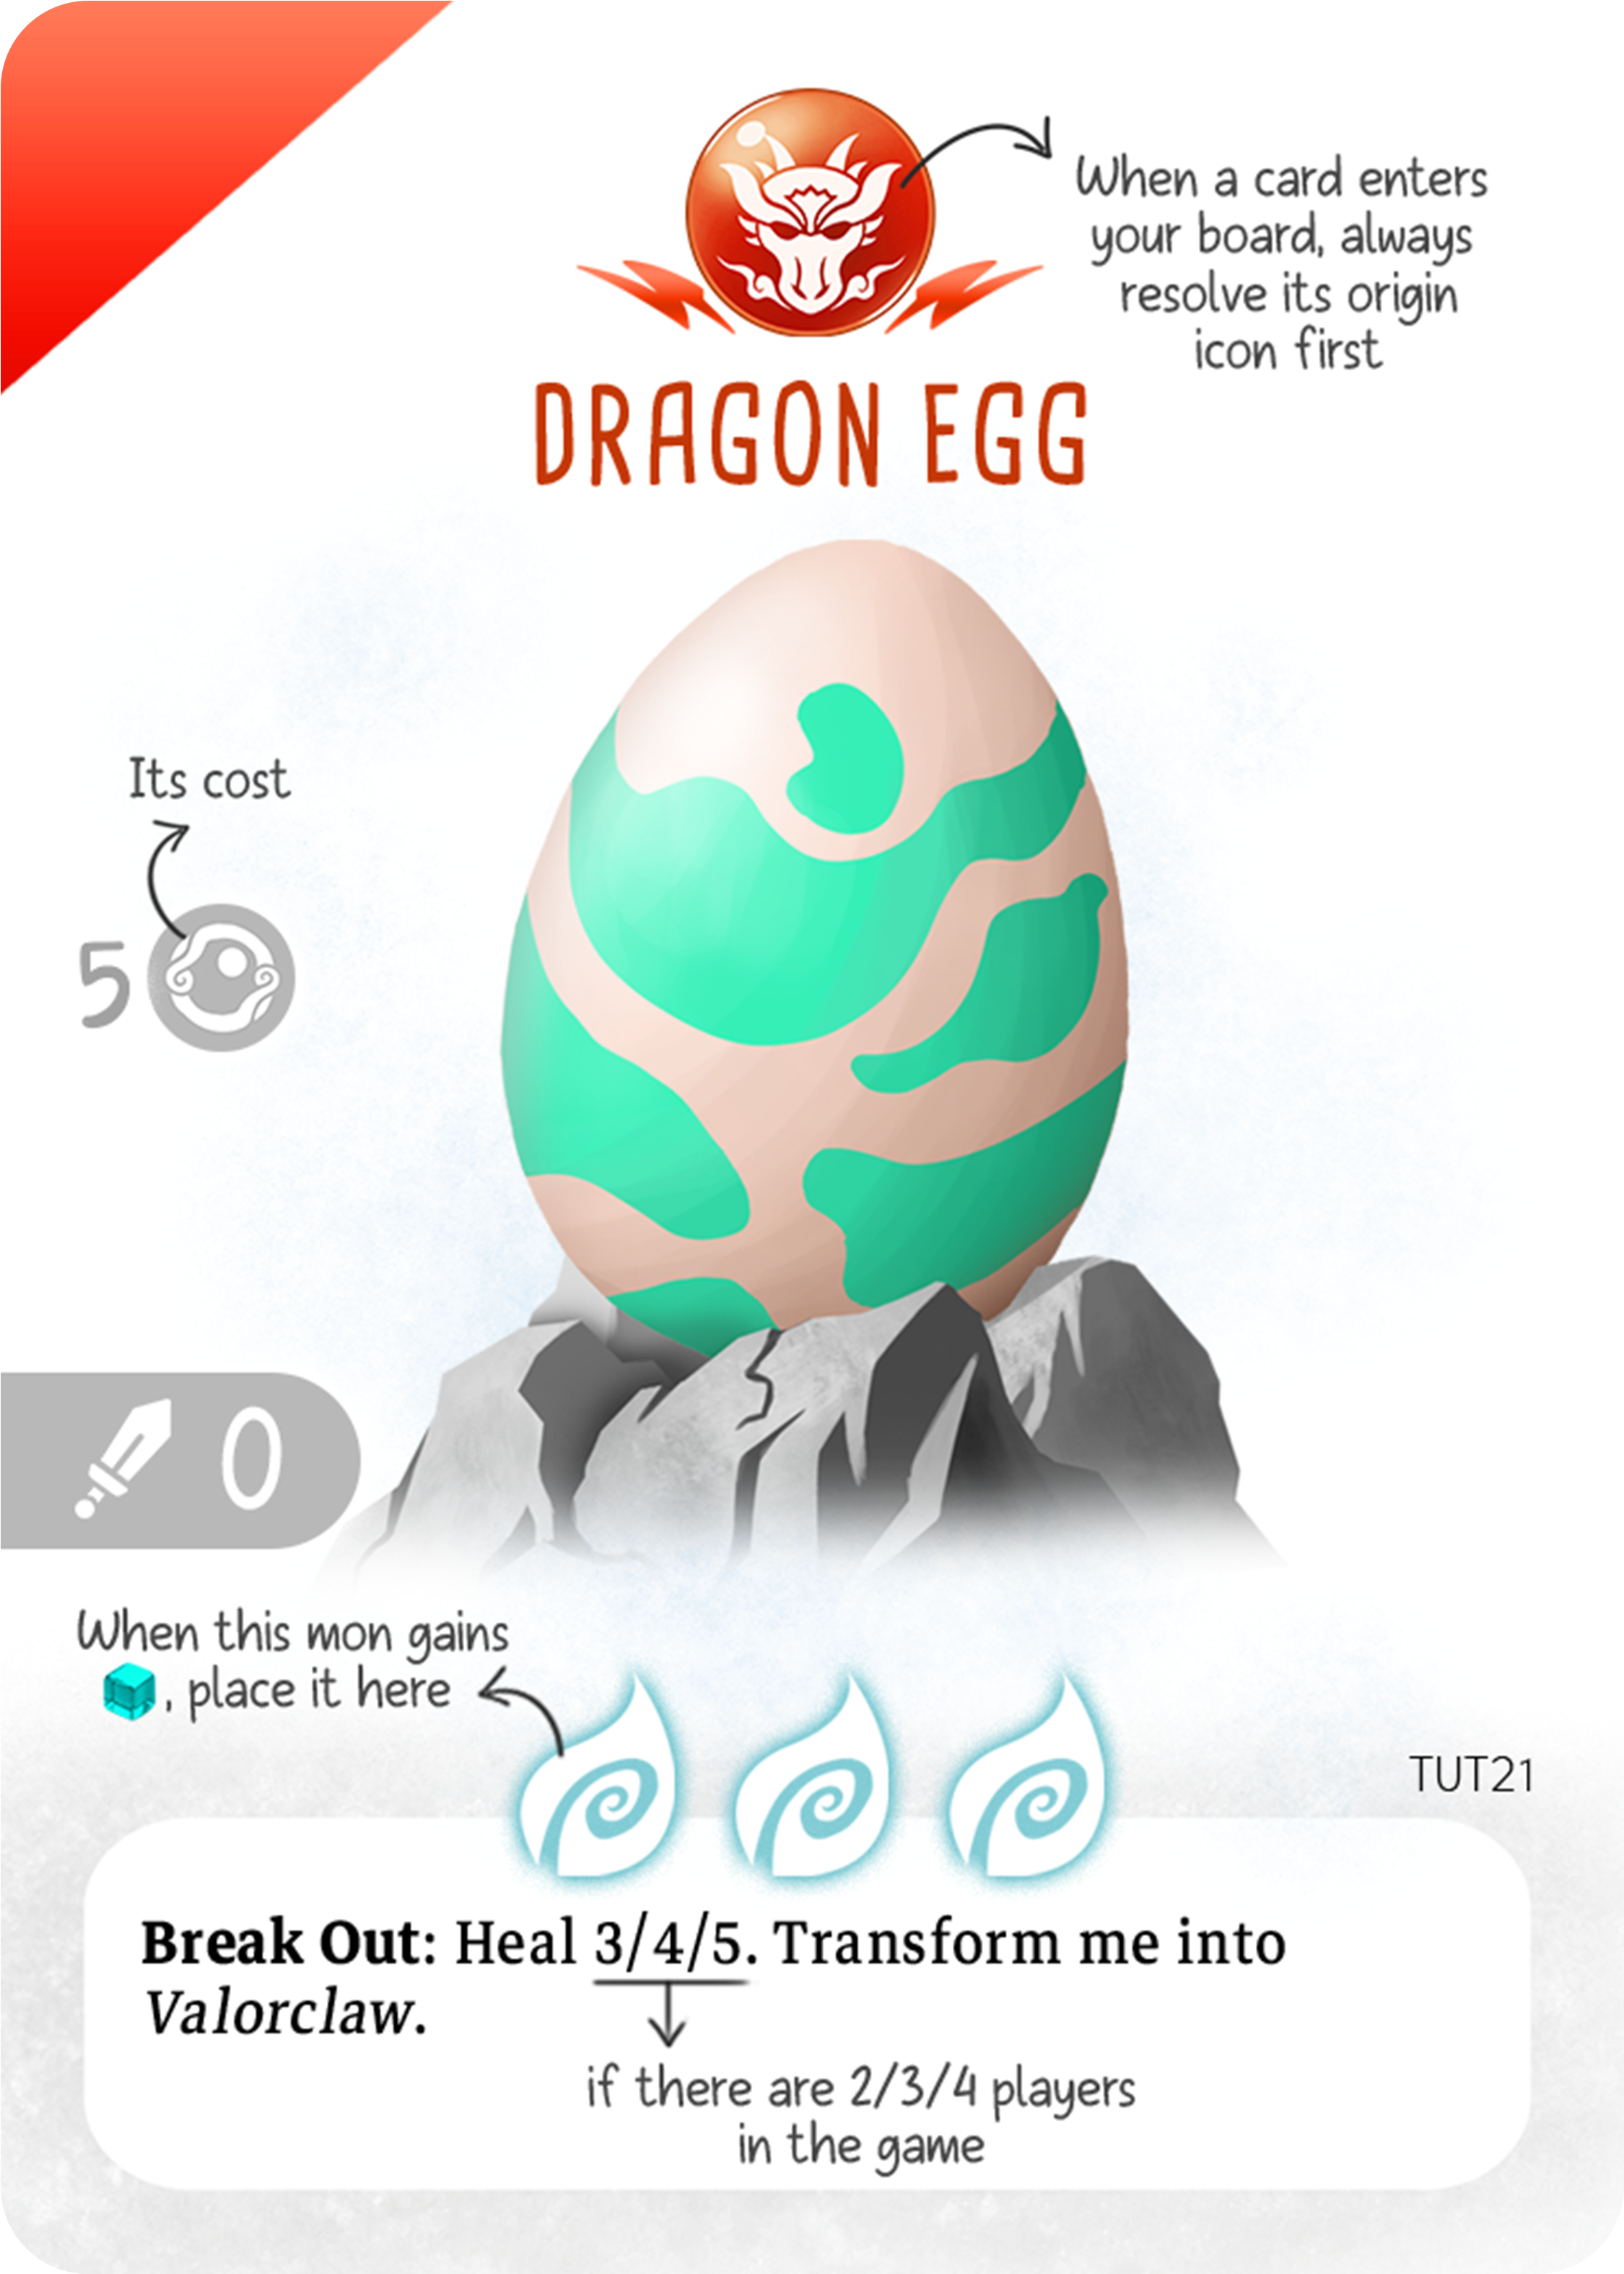 When a card enters
your board, always
resolve its origin
icon first
DRAGON EGG
Its cost
5
0
When this mon gains
, place it here
TUT21
Break Out: Heal 3/4/5. Transform me into
Valorclaw.
if there are 2/3/4 players
in the game